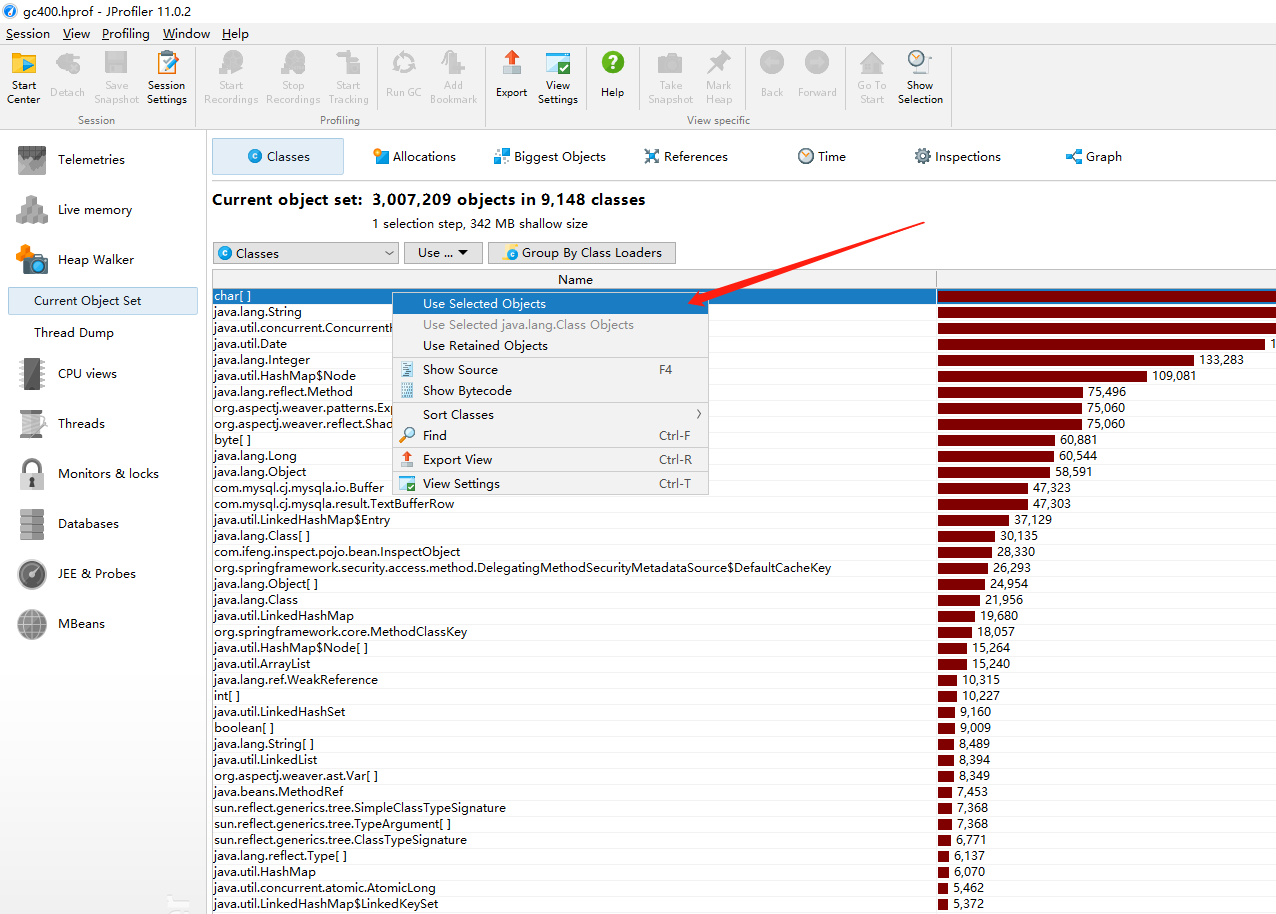 gc400.hprof - JProfiler 11.0.2
Session View Profiling Window Help
Start Center Detach Save Snapshot Session Settings Start Recordings Stop Recordings Start Tracking Run GC Add Bookmark Export View Settings Help Take Snapshot Mark Heap Back Forward Go To Start Show Selection
Session Profiling View specific
Telemetries
Live memory
Heap Walker
Current Object Set
Thread Dump
CPU views
Threads
Monitors & locks
Databases
JEE & Probes
MBeans
Classes Allocations Biggest Objects References Time Inspections Graph
Current object set: 3,007,209 objects in 9,148 classes
1 selection step, 342 MB shallow size
Classes Use ... Group By Class Loaders
Name
char[ ]
java.lang.String
java.util.concurrent.Concurrent
java.util.Date 1
java.lang.Integer 133,283
java.util.HashMap$Node 109,081
java.lang.reflect.Method 75,496
org.aspectj.weaver.patterns.Exp 75,060
org.aspectj.weaver.reflect.Shad 75,060
byte[ ] 60,881
java.lang.Long 60,544
java.lang.Object 58,591
com.mysql.cj.mysqla.io.Buffer 47,323
com.mysql.cj.mysqla.result.TextBufferRow 47,303
java.util.LinkedHashMap$Entry 37,129
java.lang.Class[ ] 30,135
com.ifeng.inspect.pojo.bean.InspectObject 28,330
org.springframework.security.access.method.DelegatingMethodSecurityMetadataSource$DefaultCacheKey 26,293
java.lang.Object[ ] 24,954
java.lang.Class 21,956
java.util.LinkedHashMap 19,680
org.springframework.core.MethodClassKey 18,057
java.util.HashMap$Node[ ] 15,264
java.util.ArrayList 15,240
java.lang.ref.WeakReference 10,315
int[ ] 10,227
java.util.LinkedHashSet 9,160
boolean[ ] 9,009
java.lang.String[ ] 8,489
java.util.LinkedList 8,394
org.aspectj.weaver.ast.Var[ ] 8,349
java.beans.MethodRef 7,453
sun.reflect.generics.tree.SimpleClassTypeSignature 7,368
sun.reflect.generics.tree.TypeArgument[ ] 7,368
sun.reflect.generics.tree.ClassTypeSignature 6,771
java.lang.reflect.Type[ ] 6,137
java.util.HashMap 6,070
java.util.concurrent.atomic.AtomicLong 5,462
java.util.LinkedHashMap$LinkedKeySet 5,372
Use Selected Objects
Use Selected java.lang.Class Objects
Use Retained Objects
Show Source F4
Show Bytecode
Sort Classes
Find Ctrl-F
Export View Ctrl-R
View Settings Ctrl-T